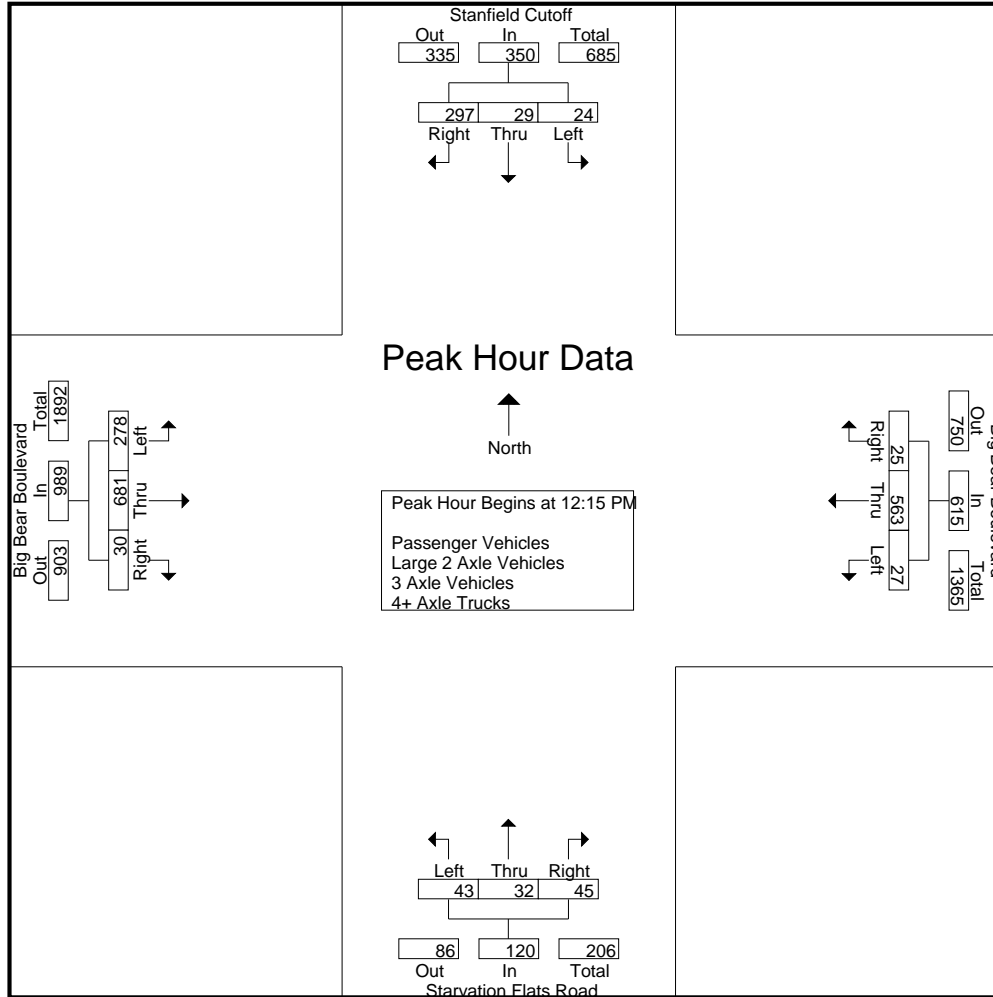 Stanfield Cutoff
Out In Total
335 350 685
297 29 24
Right Thru Left
Peak Hour Data
North
Peak Hour Begins at 12:15 PM
Passenger Vehicles
Large 2 Axle Vehicles
3 Axle Vehicles
4+ Axle Trucks
Big Bear Boulevard
Out In Total
903 989 1892
30 681 278
Right Thru Left
Right Thru Left
25 563 27
750 615 1365
Out In Total
Left Thru Right
43 32 45
86 120 206
Out In Total
Starvation Flats Road